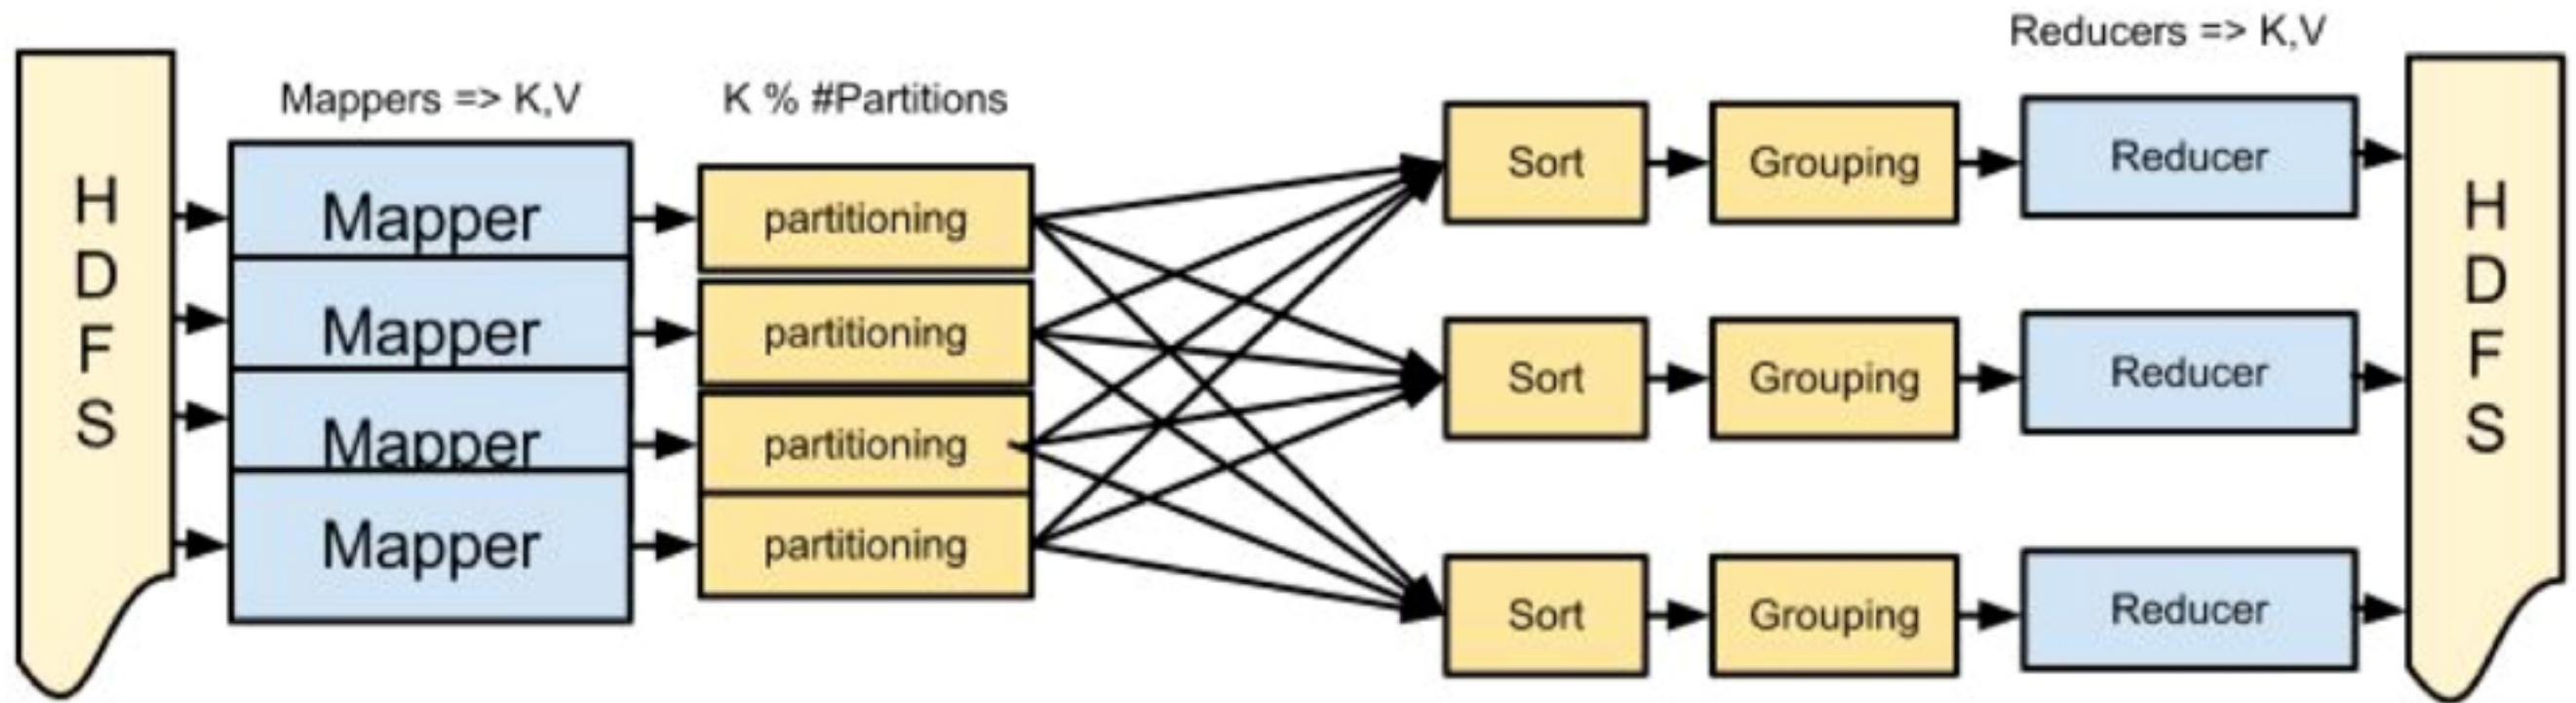 Reducers => K,V
Mappers => K,V
K % #Partitions
H
D
F
S
Mapper
Mapper
Mapper
Mapper
partitioning
partitioning
partitioning
partitioning
Sort
Grouping
Reducer
Sort
Grouping
Reducer
Sort
Grouping
Reducer
H
D
F
S